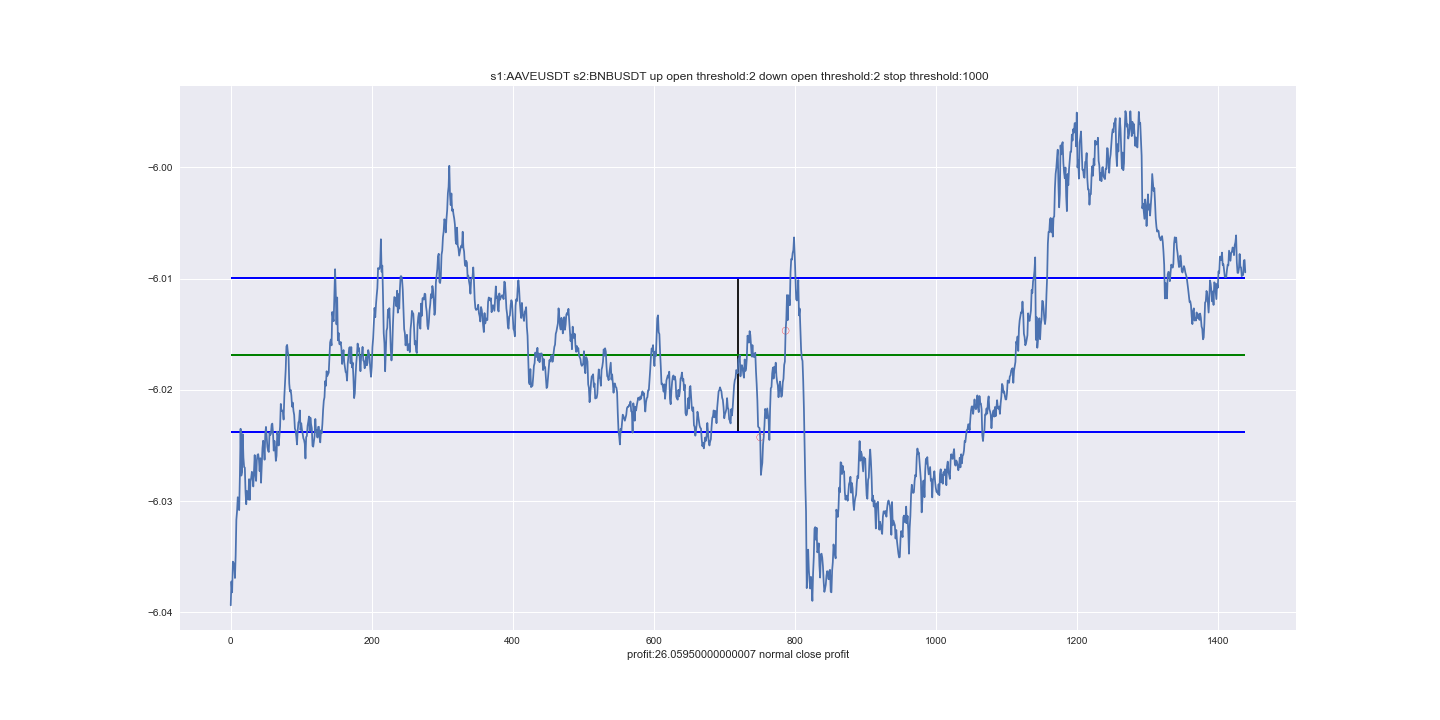 s1:AAVEUSDT s2:BNBUSDT up open threshold:2 down open threshold:2 stop threshold:1000
−6.00
−6.01
−6.02
−6.03
−6.04
0 200 400 600 800 1000 1200 1400
profit:26.05950000000007 normal close profit